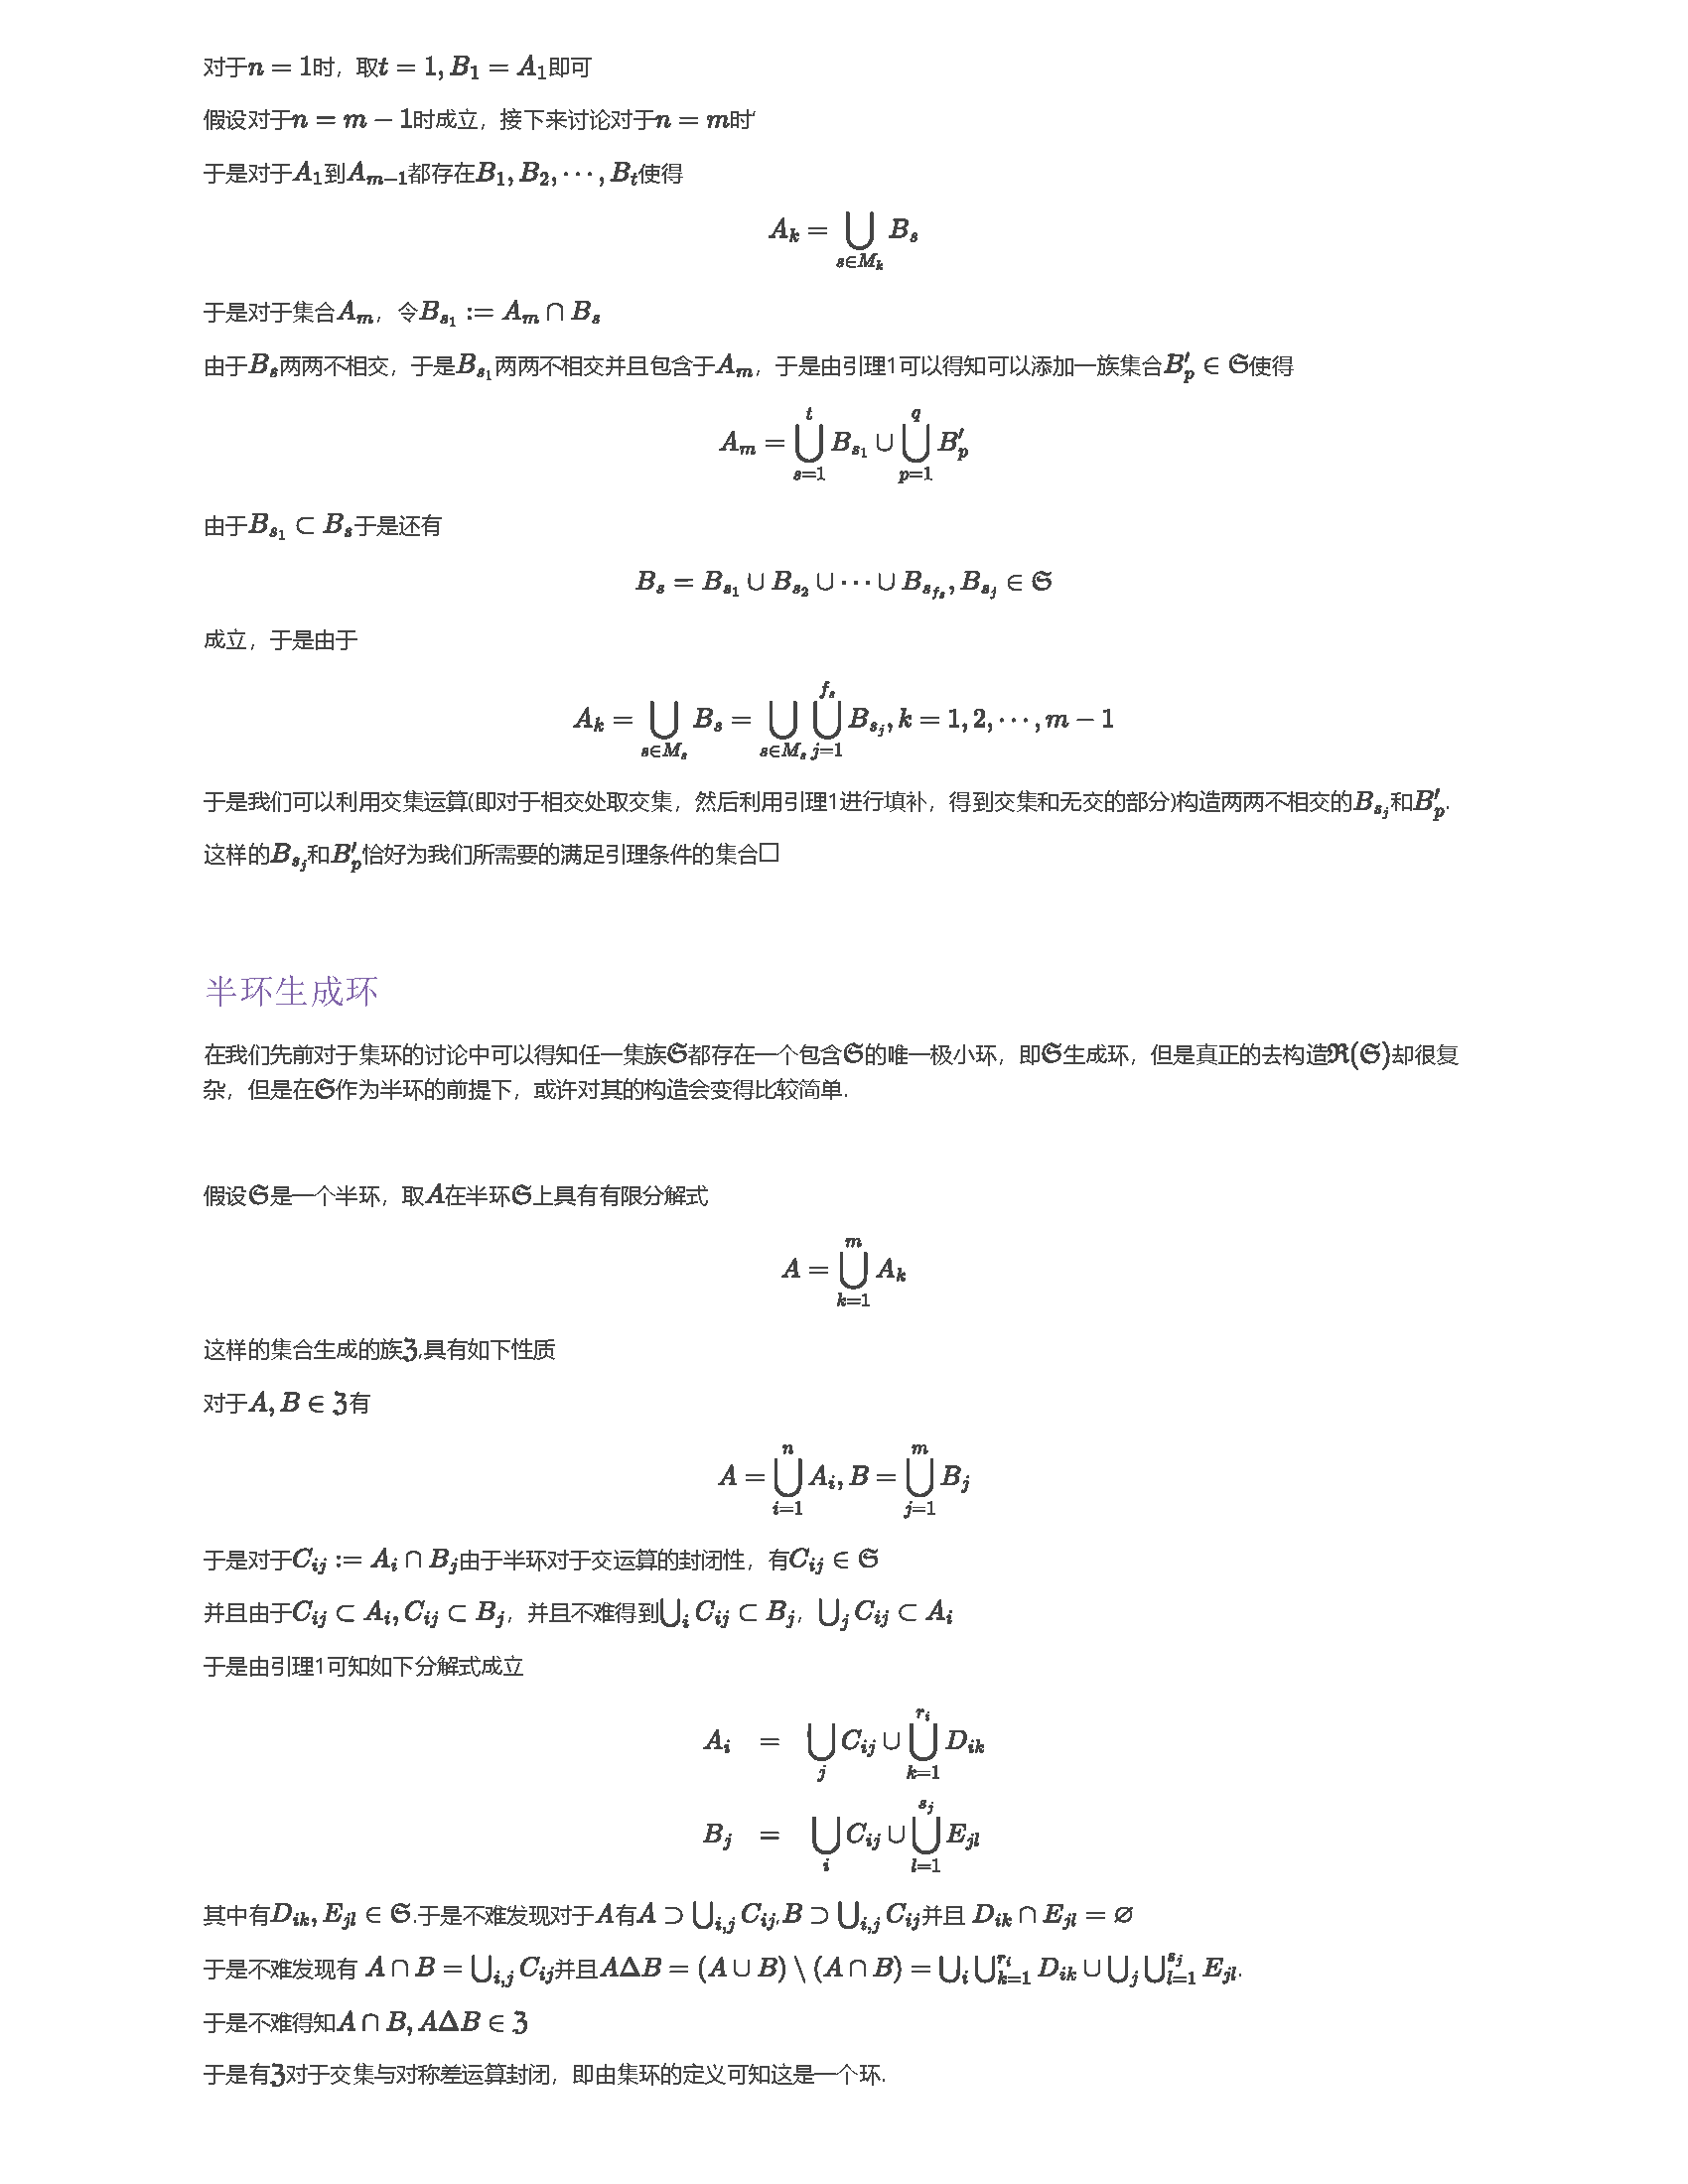 对于n = 1时，取t = 1, B₁ = A₁即可
假设对于n = m − 1时成立，接下来讨论对于n = m时'
于是对于A₁到Aₘ₋₁都存在B₁, B₂, ⋯, Bₜ使得
$A_k = \bigcup_{s \in M_k} B_s$
于是对于集合$A_m$，令$B_{s_1} := A_m \cap B_s$
由于$B_s$两两不相交，于是$B_{s_1}$两两不相交并且包含于$A_m$，于是由引理1可以得知可以添加一族集合$B'_p \in \mathfrak{S}$使得
$A_m = \bigcup_{s=1}^{t} B_{s_1} \cup \bigcup_{p=1}^{q} B'_p$
由于$B_{s_1} \subset B_s$于是还有
$B_s = B_{s_1} \cup B_{s_2} \cup \cdots \cup B_{s_{f_s}}, B_{s_j} \in \mathfrak{S}$
成立，于是由于
$A_k = \bigcup_{s \in M_s} B_s = \bigcup_{s \in M_s} \bigcup_{j=1}^{f_s} B_{s_j}, k = 1, 2, \cdots, m - 1$
于是我们可以利用交集运算(即对于相交处取交集，然后利用引理1进行填补，得到交集和无交的部分)构造两两不相交的$B_{s_j}$和$B'_p$.
这样的$B_{s_j}$和$B'_p$恰好为我们所需要的满足引理条件的集合□
半环生成环
在我们先前对于集环的讨论中可以得知任一集族$\mathfrak{S}$都存在一个包含$\mathfrak{S}$的唯一极小环，即$\mathfrak{S}$生成环，但是真正的去构造$\mathfrak{R}(\mathfrak{S})$却很复
杂，但是在$\mathfrak{S}$作为半环的前提下，或许对其的构造会变得比较简单.
假设$\mathfrak{S}$是一个半环，取$A$在半环$\mathfrak{S}$上具有有限分解式
$A = \bigcup_{k=1}^{m} A_k$
这样的集合生成的族$\mathfrak{Z}$,具有如下性质
对于$A, B \in \mathfrak{Z}$有
$A = \bigcup_{i=1}^{n} A_i, B = \bigcup_{j=1}^{m} B_j$
于是对于$C_{ij} := A_i \cap B_j$由于半环对于交运算的封闭性，有$C_{ij} \in \mathfrak{S}$
并且由于$C_{ij} \subset A_i, C_{ij} \subset B_j$，并且不难得到$\bigcup_i C_{ij} \subset B_j$，$\bigcup_j C_{ij} \subset A_i$
于是由引理1可知如下分解式成立
$A_i = \bigcup_j C_{ij} \cup \bigcup_{k=1}^{r_i} D_{ik}$
$B_j = \bigcup_i C_{ij} \cup \bigcup_{l=1}^{s_j} E_{jl}$
其中有$D_{ik}, E_{jl} \in \mathfrak{S}$.于是不难发现对于$A$有$A \supset \bigcup_{i,j} C_{ij}$,$B \supset \bigcup_{i,j} C_{ij}$并且 $D_{ik} \cap E_{jl} = \varnothing$
于是不难发现有 $A \cap B = \bigcup_{i,j} C_{ij}$并且$A \Delta B = (A \cup B) \setminus (A \cap B) = \bigcup_i \bigcup_{k=1}^{r_i} D_{ik} \cup \bigcup_j \bigcup_{l=1}^{s_j} E_{jl}$.
于是不难得知$A \cap B, A \Delta B \in \mathfrak{Z}$
于是有$\mathfrak{Z}$对于交集与对称差运算封闭，即由集环的定义可知这是一个环.